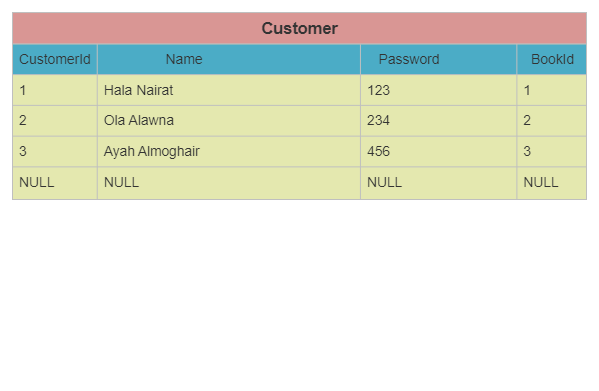 Customer
CustomerId Name Password BookId
1 Hala Nairat 123 1
2 Ola Alawna 234 2
3 Ayah Almoghair 456 3
NULL NULL NULL NULL